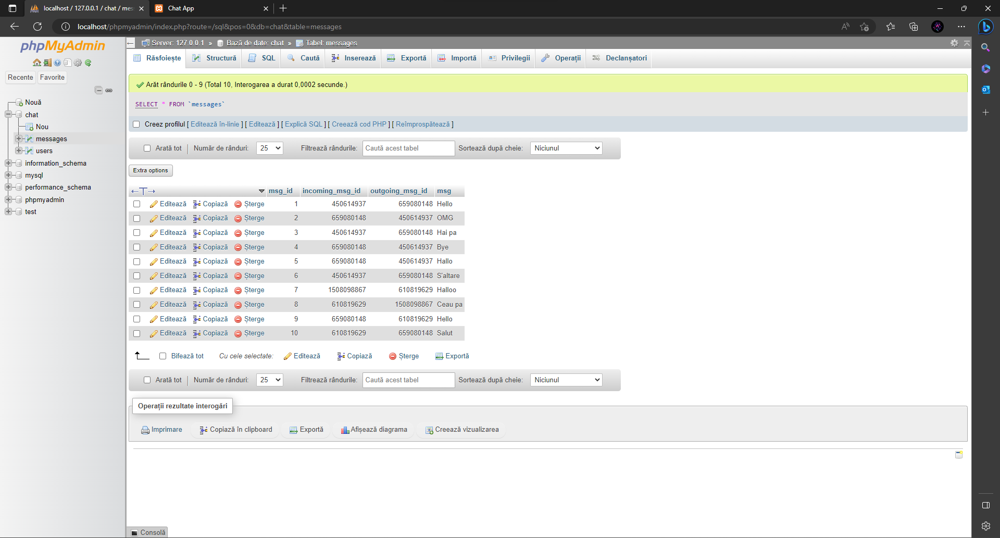 localhost / 127.0.0.1 / chat / mes
Chat App
localhost/phpmyadmin/index.php?route=/sql&pos=0&db=chat&table=messages
phpMyAdmin
Recente Favorite
Nouă
chat
Nou
messages
users
information_schema
mysql
performance_schema
phpmyadmin
test
Server: 127.0.0.1 » Bază de date: chat » Tabel: messages
Răsfoiește Structură SQL Caută Inserează Exportă Importă Privilegii Operații Declanșatori
Arăt rândurile 0 - 9 (Total 10, Interogarea a durat 0,0002 secunde.)
SELECT * FROM `messages`
Creez profilul [ Editează în-linie ] [ Editează ] [ Explică SQL ] [ Creează cod PHP ] [ Reîmprospătează ]
Arată tot Număr de rânduri: 25 Filtrează rândurile: Caută acest tabel Sortează după cheie: Niciunul
Extra options
msg_id incoming_msg_id outgoing_msg_id msg
Editează Copiază Șterge 1 450614937 659080148 Hello
Editează Copiază Șterge 2 659080148 450614937 OMG
Editează Copiază Șterge 3 450614937 659080148 Hai pa
Editează Copiază Șterge 4 659080148 450614937 Bye
Editează Copiază Șterge 5 659080148 450614937 Hallo
Editează Copiază Șterge 6 450614937 659080148 S'altare
Editează Copiază Șterge 7 1508098867 610819629 Halloo
Editează Copiază Șterge 8 610819629 1508098867 Ceau pa
Editează Copiază Șterge 9 659080148 610819629 Hello
Editează Copiază Șterge 10 610819629 659080148 Salut
Bifează tot Cu cele selectate: Editează Copiază Șterge Exportă
Arată tot Număr de rânduri: 25 Filtrează rândurile: Caută acest tabel Sortează după cheie: Niciunul
Operații rezultate interogări
Imprimare Copiază în clipboard Exportă Afișează diagrama Creează vizualizarea
Consolă